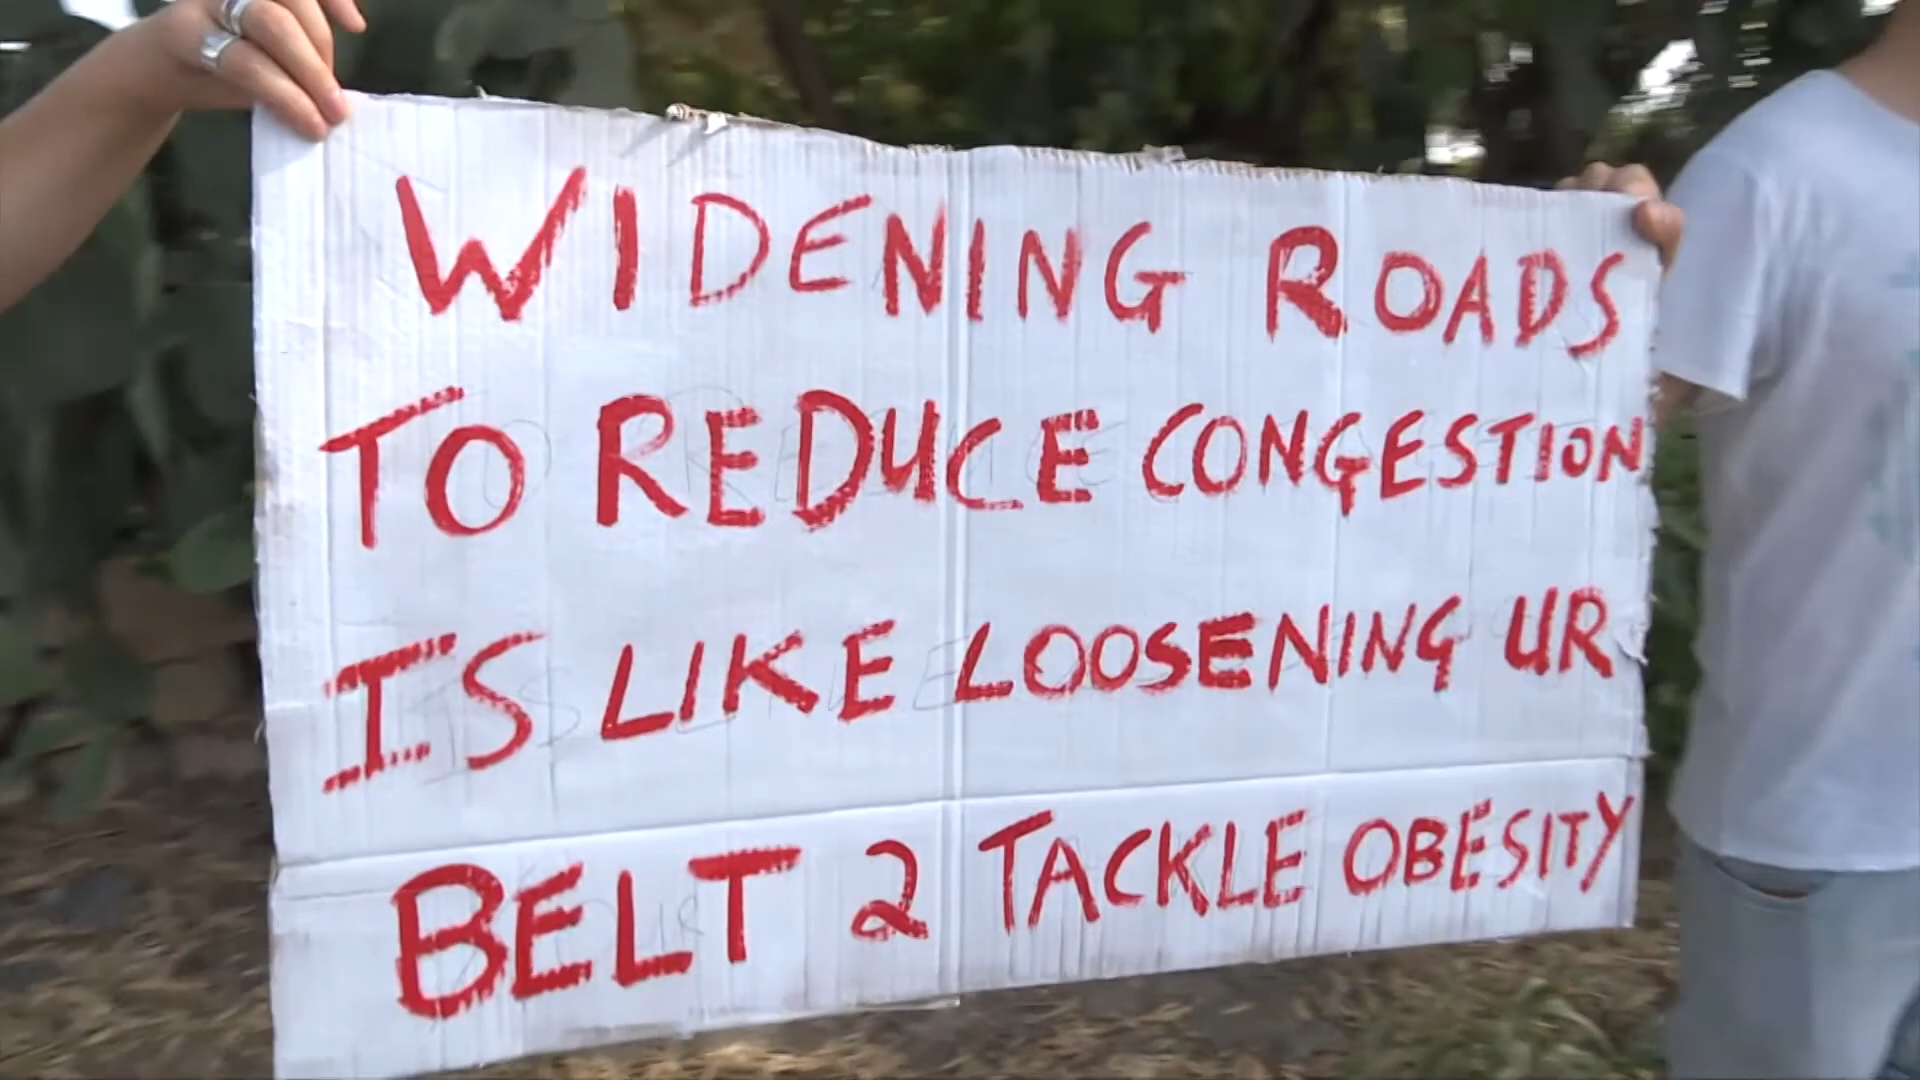 WIDENING ROADS
TO REDUCE CONGESTION
IS LIKE LOOSENING UR
BELT 2 TACKLE OBESITY